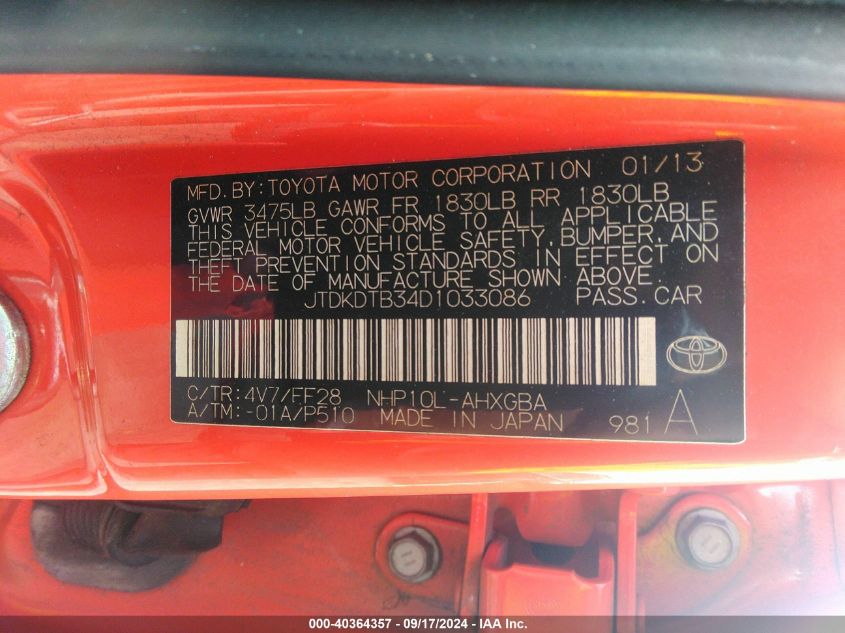 MFD. BY: TOYOTA MOTOR CORPORATION 01/13
GVWR 3475LB GAWR FR 1830LB RR 1830LB
THIS VEHICLE CONFORMS TO ALL APPLICABLE
FEDERAL MOTOR VEHICLE SAFETY, BUMPER, AND
THEFT PREVENTION STANDARDS IN EFFECT ON
THE DATE OF MANUFACTURE SHOWN ABOVE.
JTDKDTB34D1033086 PASS. CAR
C/TR: 4V7/FF28 NHP10L-AHXGBA
A/TM: -01A/P510 MADE IN JAPAN 981 A
000-40364357 - 09/17/2024 - IAA Inc.